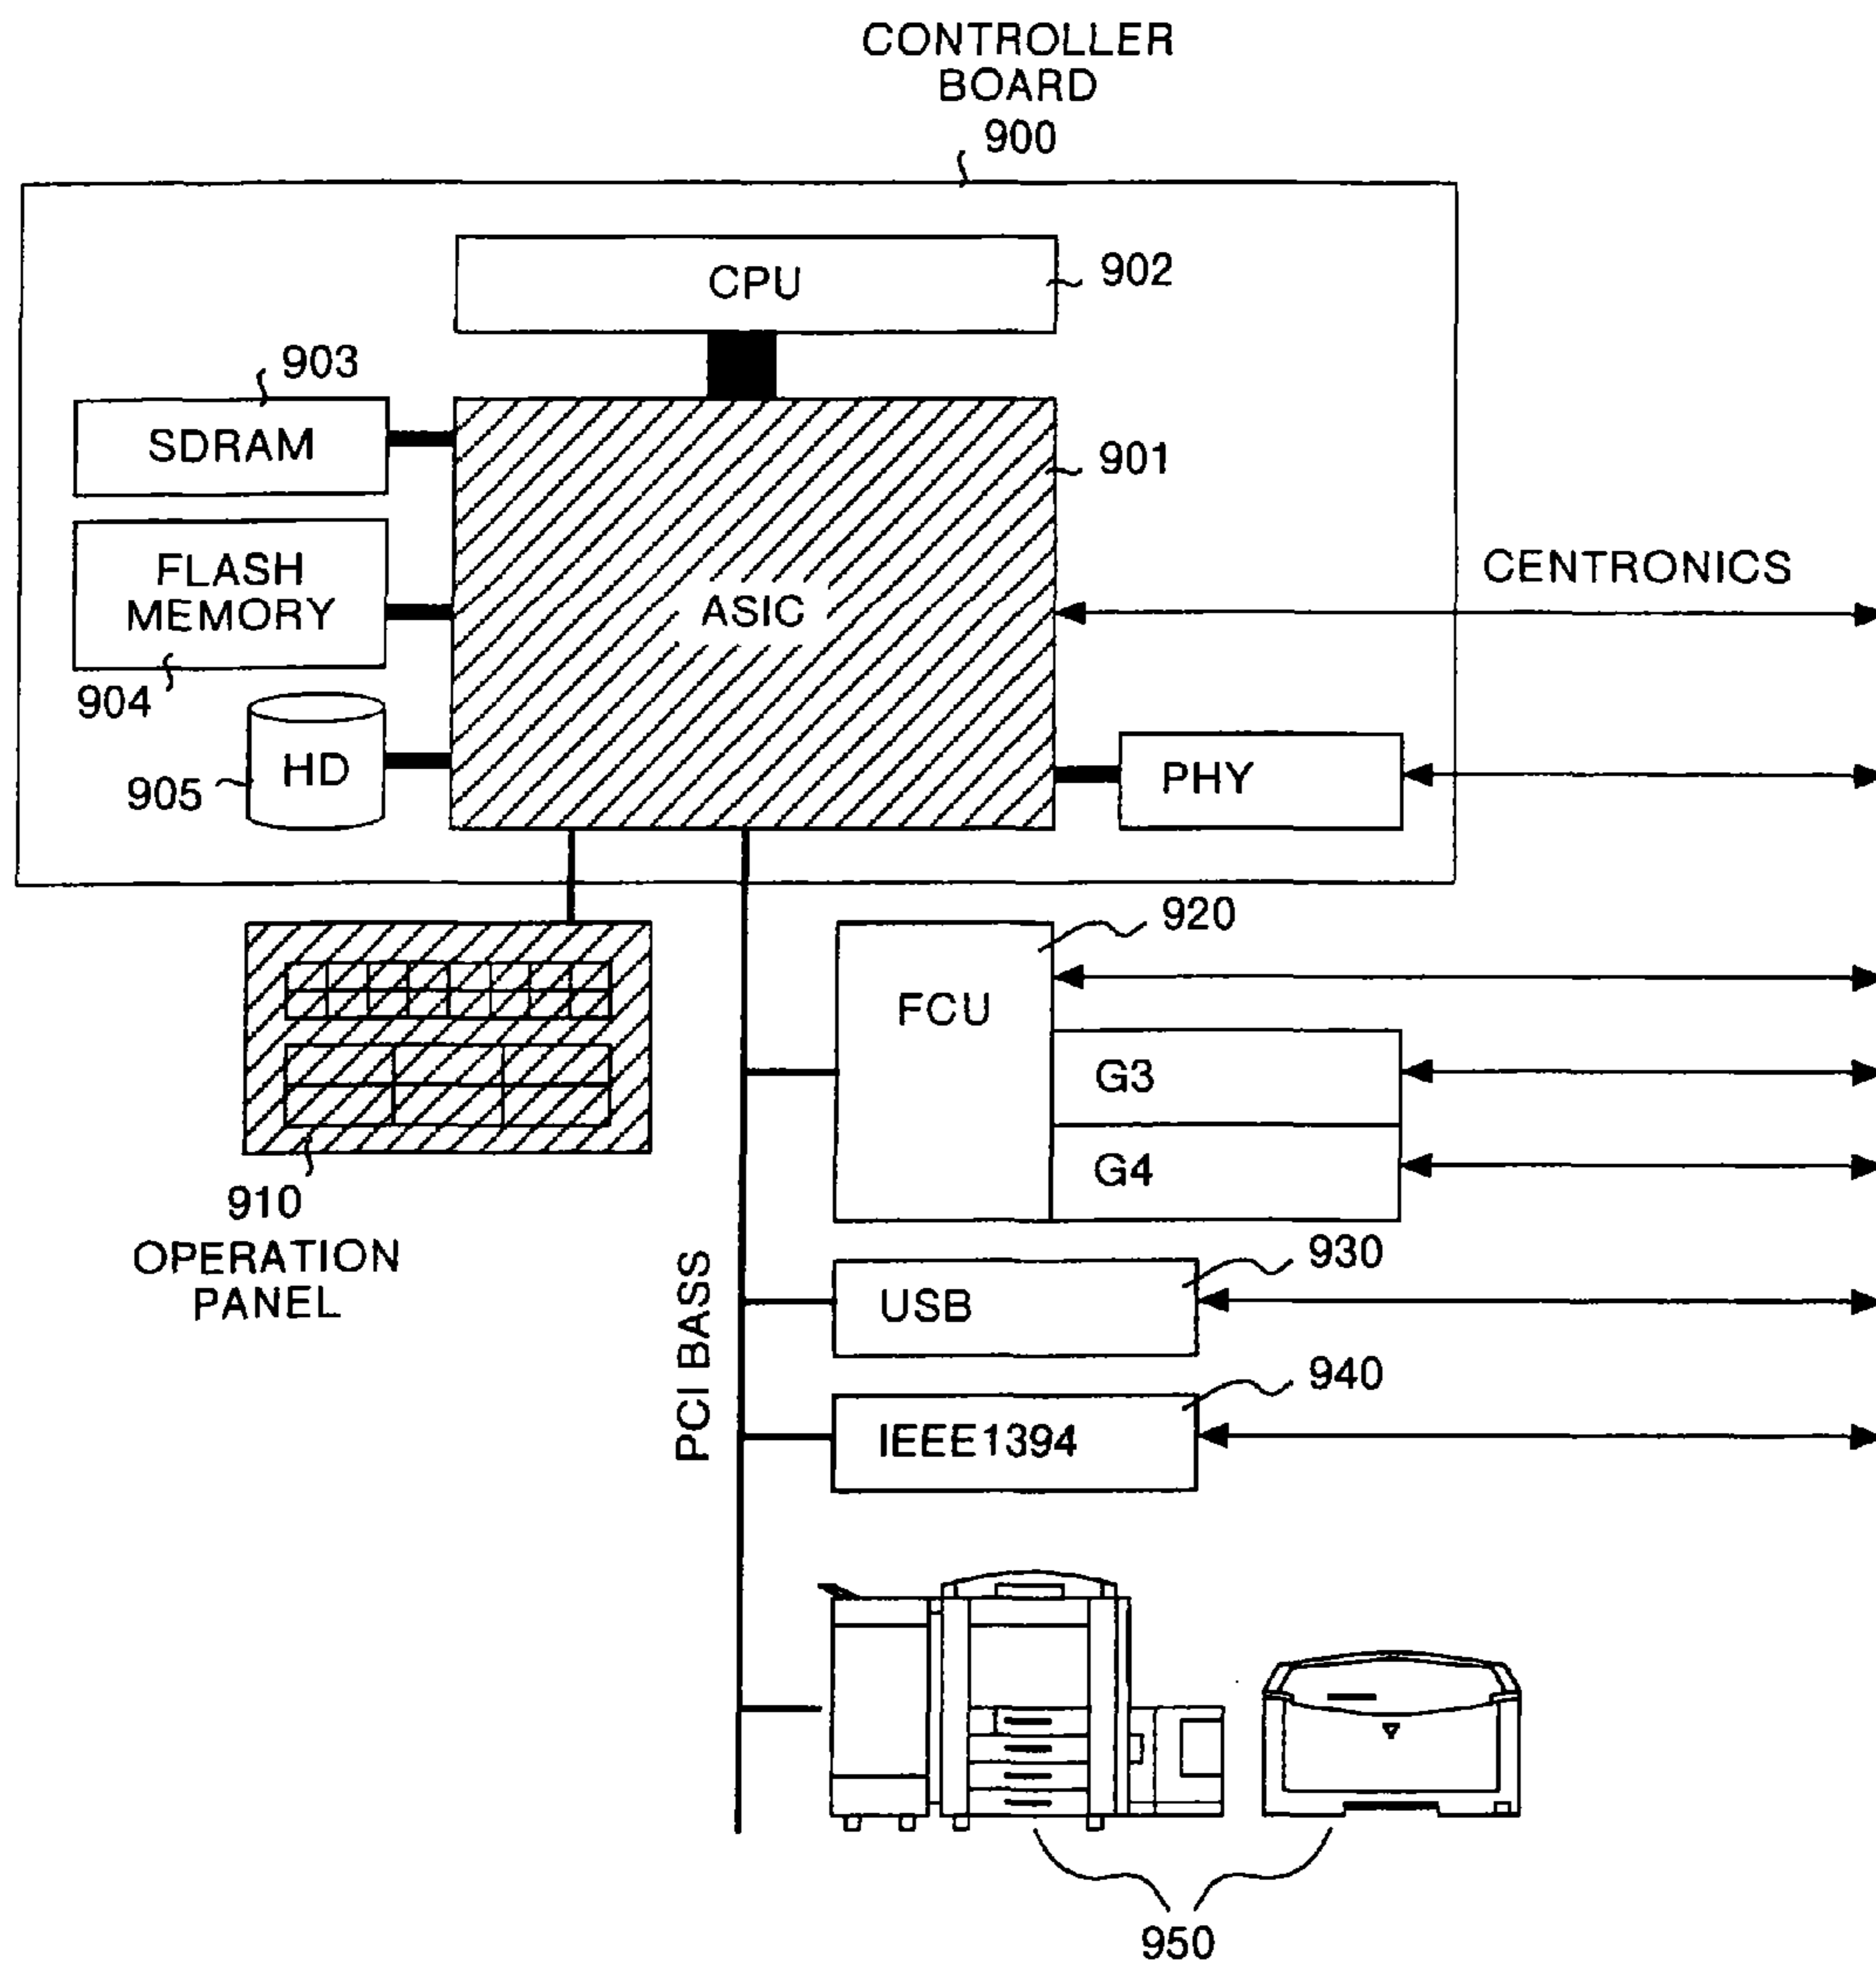 CONTROLLER
BOARD
900
CPU
902
903
SDRAM
901
FLASH
MEMORY
904
ASIC
CENTRONICS
HD
905
PHY
920
FCU
G3
G4
910
OPERATION
PANEL
PCI BASS
930
USB
940
IEEE1394
950